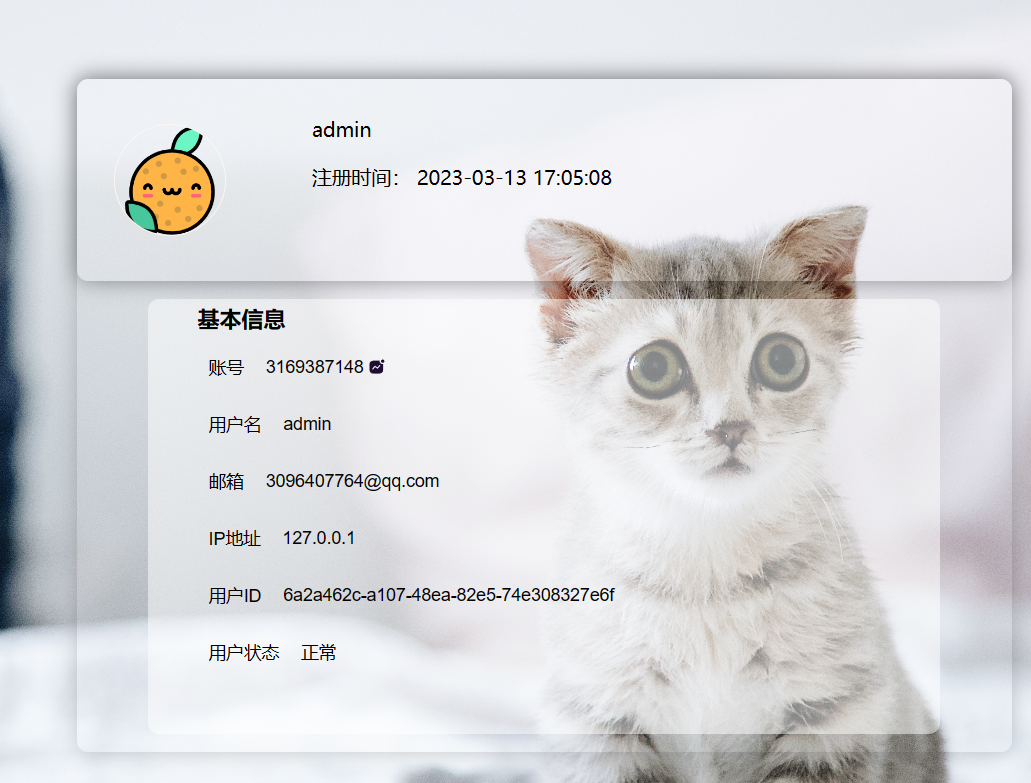 admin
注册时间： 2023-03-13 17:05:08
基本信息
账号 3169387148
用户名 admin
邮箱 3096407764@qq.com
IP地址 127.0.0.1
用户ID 6a2a462c-a107-48ea-82e5-74e308327e6f
用户状态 正常